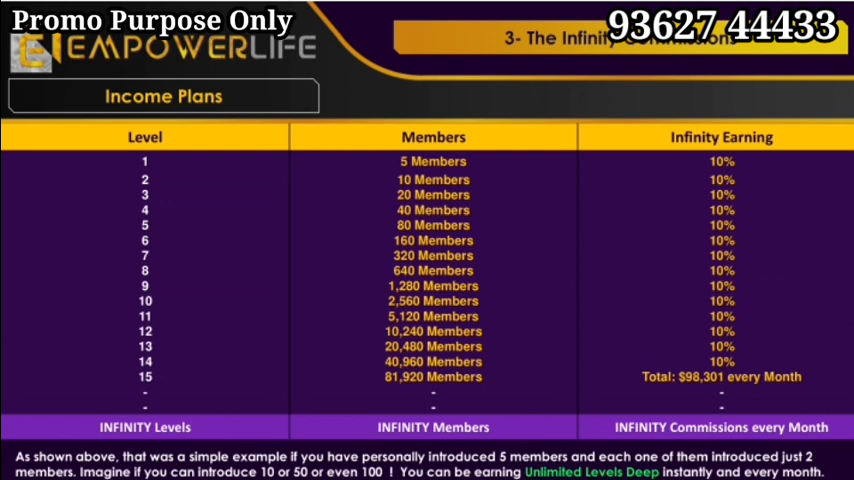 Promo Purpose Only
93627 44433
EMPOWERLIFE
3- The Infinity Commissions
Income Plans
Level Members Infinity Earning
1 5 Members 10%
2 10 Members 10%
3 20 Members 10%
4 40 Members 10%
5 80 Members 10%
6 160 Members 10%
7 320 Members 10%
8 640 Members 10%
9 1,280 Members 10%
10 2,560 Members 10%
11 5,120 Members 10%
12 10,240 Members 10%
13 20,480 Members 10%
14 40,960 Members 10%
15 81,920 Members Total: $98,301 every Month
- - -
- - -
INFINITY Levels INFINITY Members INFINITY Commissions every Month
As shown above, that was a simple example if you have personally introduced 5 members and each one of them introduced just 2
members. Imagine if you can introduce 10 or 50 or even 100 ! You can be earning Unlimited Levels Deep instantly and every month.